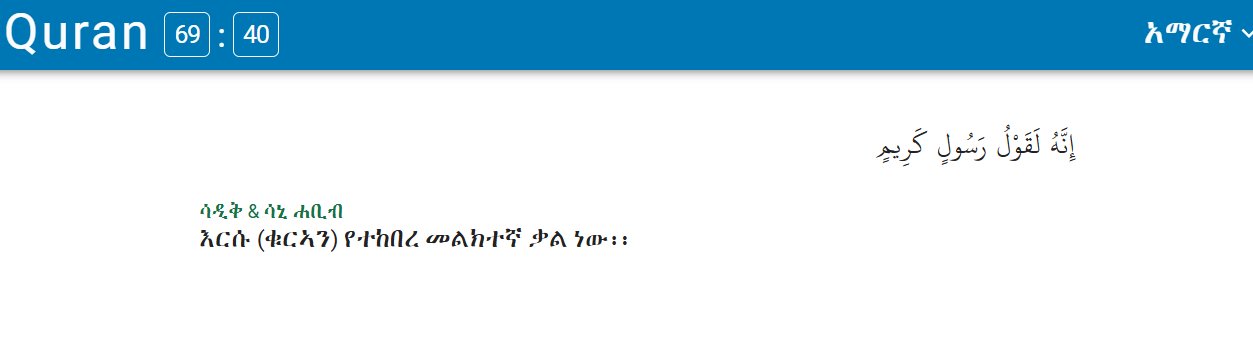 Quran 69 : 40 አማርኛ
إِنَّهُ لَقَوْلُ رَسُولٍ كَرِيمٍ
ሳዲቅ & ሳኒ ሐቢብ
እርሱ (ቁርኣን) የተከበረ መልክተኛ ቃል ነው፡፡